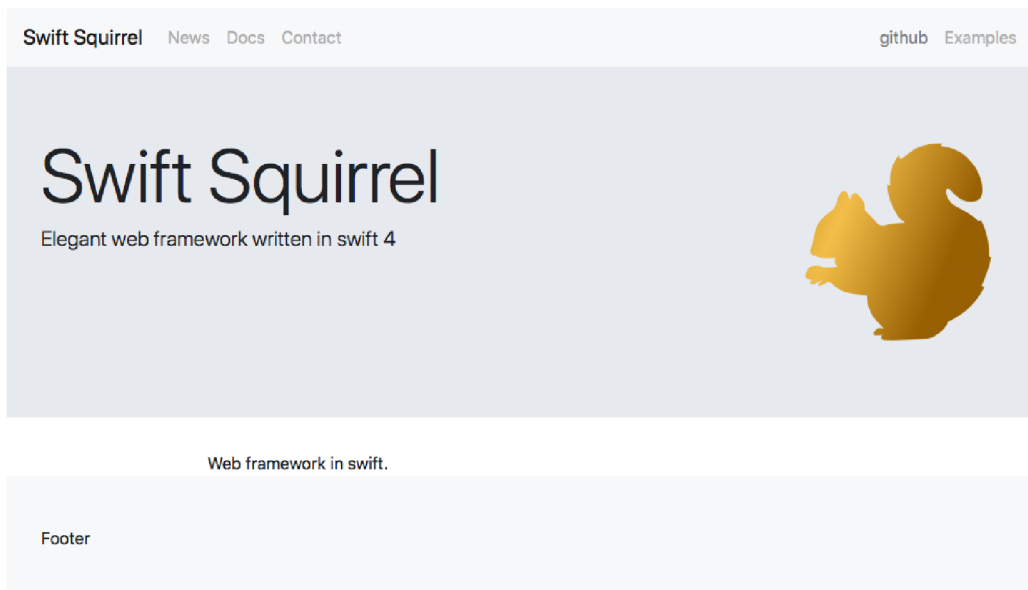 Swift Squirrel News Docs Contact github Examples
Swift Squirrel
Elegant web framework written in swift 4
Web framework in swift.
Footer